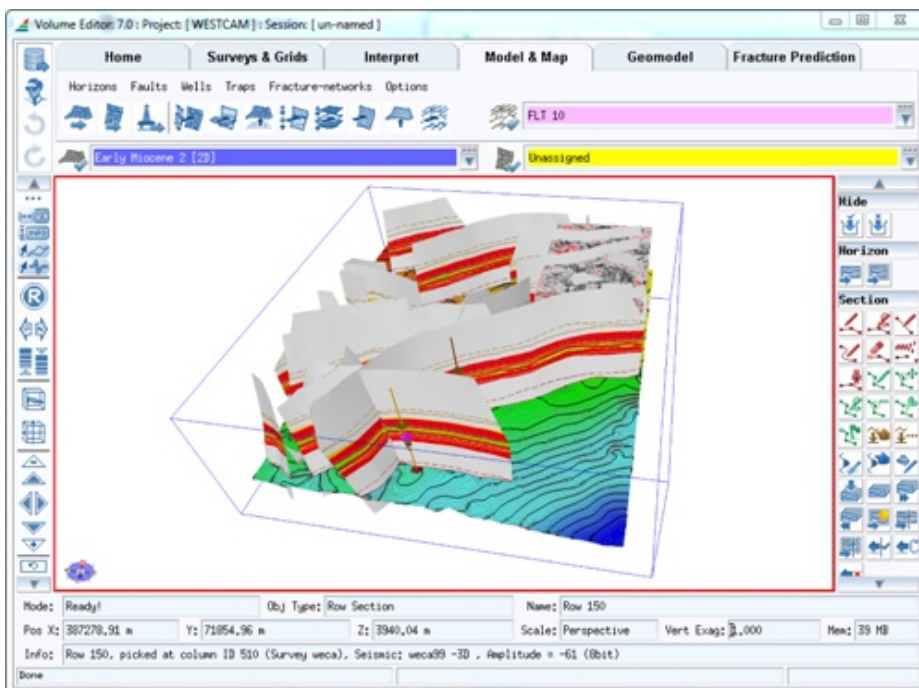 Volume Editor 7.0 : Project: [ WESTCAM ] : Session: [ un-named ]
Home Surveys & Grids Interpret Model & Map Geomodel Fracture Prediction
Horizons Faults Wells Traps Fracture-networks Options
FLT 10
Early Miocene 2 [2D] Unassigned
Hide
Horizon
Section
Mode: Ready! Obj Type: Row Section Name: Row 150
Pos X: 387278.91 m Y: 71854.96 m Z: 3940.04 m Scale: Perspective Vert Exag: 1.000 Mem: 39 MB
Info: Row 150, picked at column ID 510 (Survey weca), Seismic: weca99 -3D , Amplitude = -61 (8bit)
Done